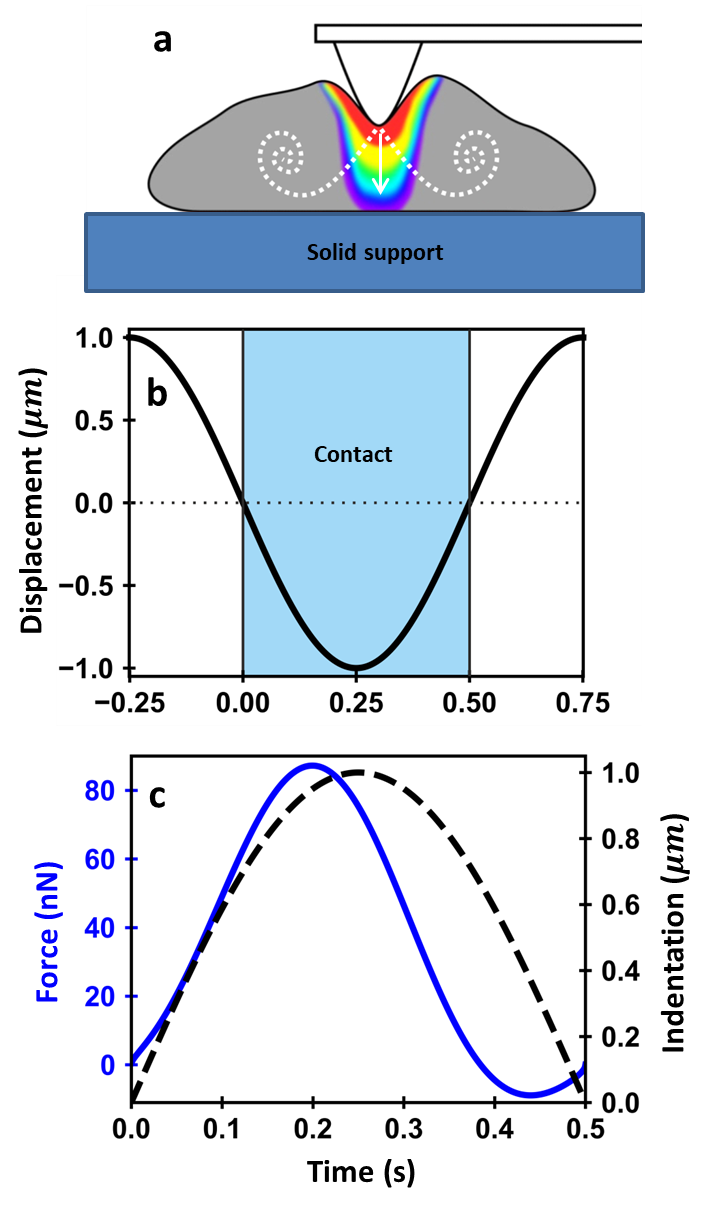 a
Solid support
1.0
0.5
0.0
−0.5
−1.0
Displacement (μm)
b
Contact
−0.25 0.00 0.25 0.50 0.75
c
80
60
40
20
0
Force (nN)
1.0
0.8
0.6
0.4
0.2
0.0
Indentation (μm)
0.0 0.1 0.2 0.3 0.4 0.5
Time (s)